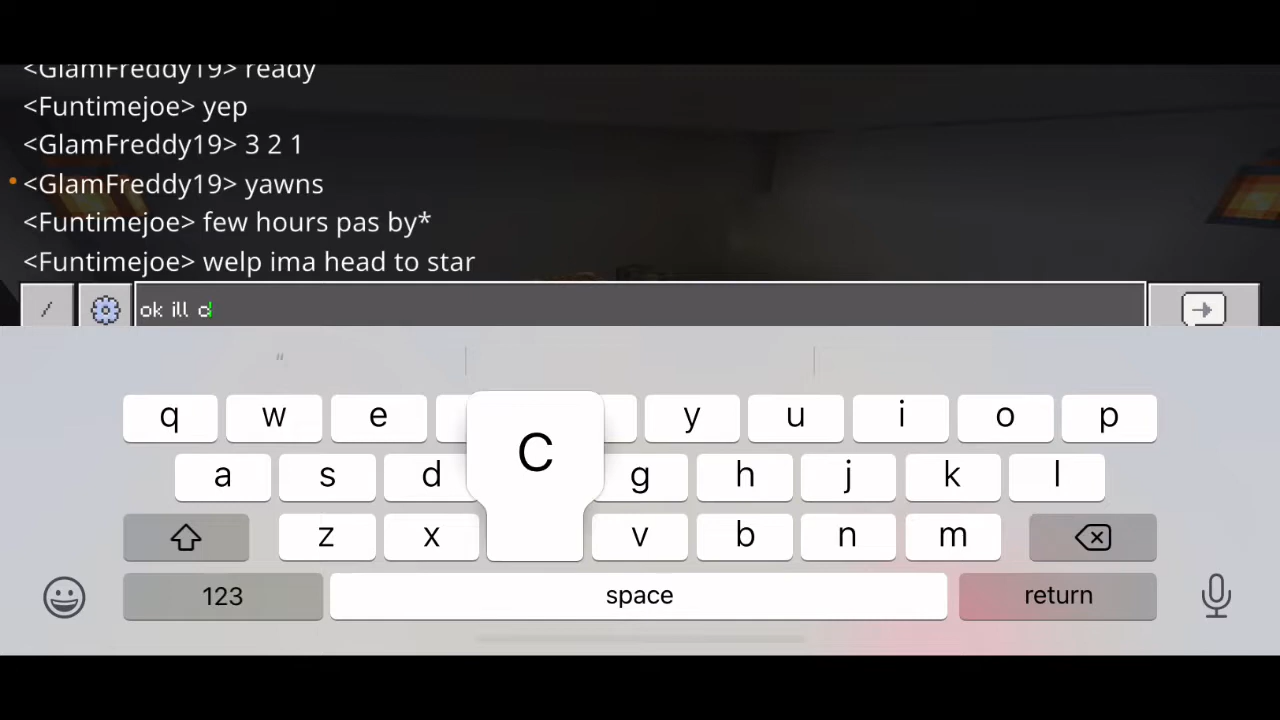 <GlamFreddy19> ready
<Funtimejoe> yep
<GlamFreddy19> 3 2 1
<GlamFreddy19> yawns
<Funtimejoe> few hours pas by*
<Funtimejoe> welp ima head to star
/ ok ill c
“
q w e y u i o p
C
a s d g h j k l
z x v b n m
123 space return